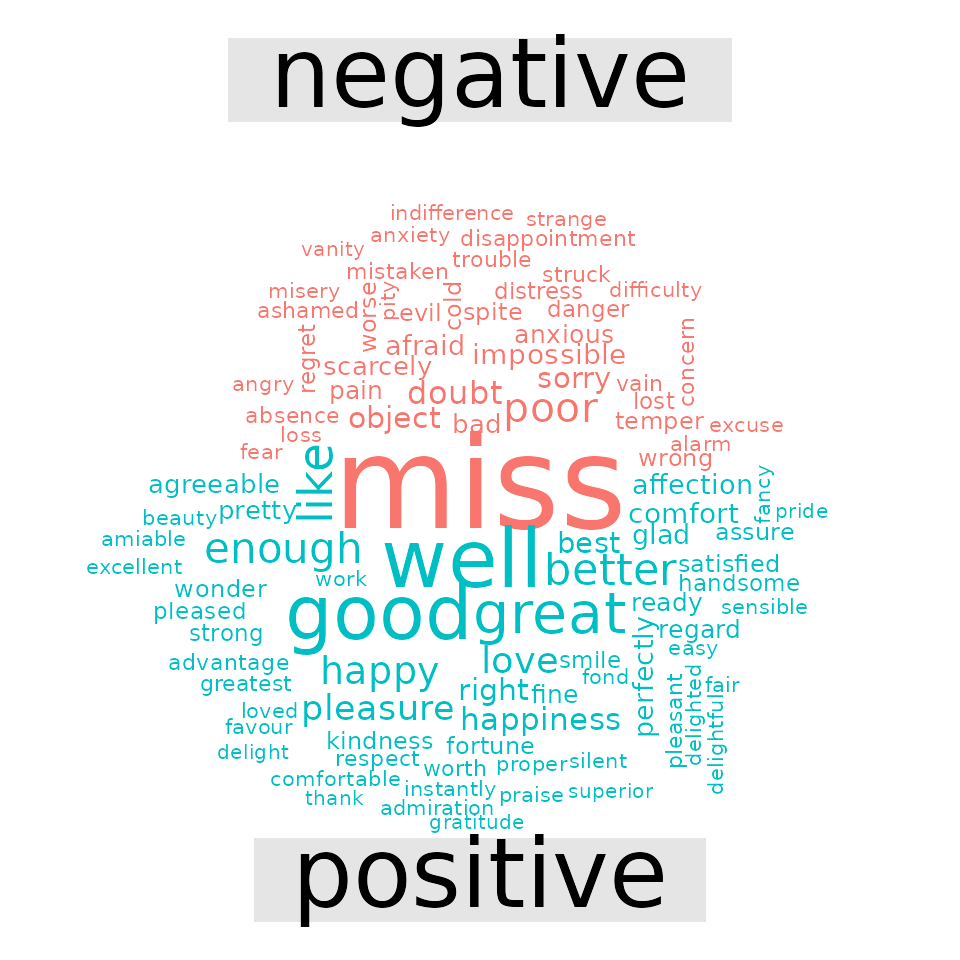 negative
indifference
strange
anxiety
disappointment
vanity
trouble
mistaken
struck
misery
worse
pity
cold
distress
difficulty
ashamed
evil
spite
danger
regret
afraid
anxious
concern
scarcely
impossible
angry
pain
doubt
sorry
vain
absence
object
bad
poor
lost
temper
excuse
loss
alarm
fear
miss
wrong
like
agreeable
affection
fancy
beauty
pretty
comfort
pride
amiable
enough
well
best
glad
assure
excellent
work
better
satisfied
handsome
wonder
pleased
good
great
ready
sensible
strong
perfectly
regard
advantage
happy
love
smile
easy
greatest
right
fine
fond
pleasant
delighted
fair
loved
pleasure
happiness
delightful
favour
delight
kindness
fortune
respect
worth
proper
silent
comfortable
instantly
thank
praise
superior
admiration
gratitude
positive